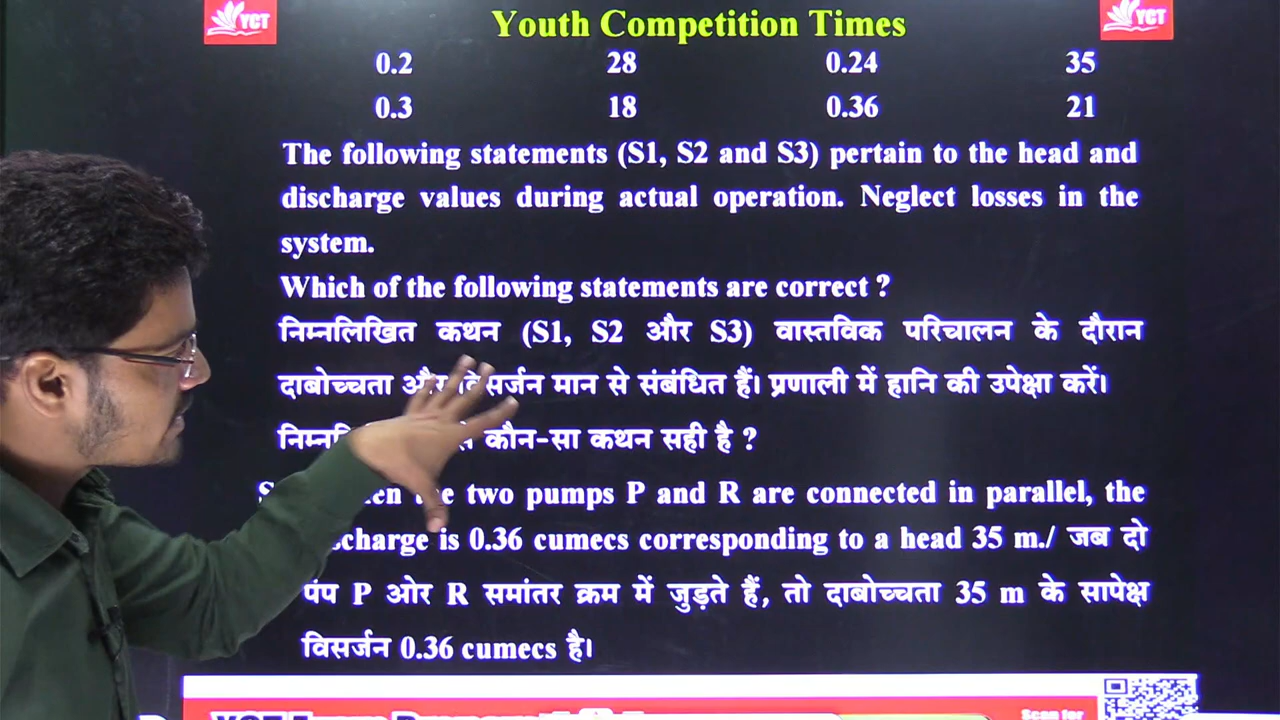 YCT
Youth Competition Times
YCT
0.2 28 0.24 35
0.3 18 0.36 21
The following statements (S1, S2 and S3) pertain to the head and
discharge values during actual operation. Neglect losses in the
system.
Which of the following statements are correct ?
निम्नलिखित कथन (S1, S2 और S3) वास्तविक परिचालन के दौरान
दाबोच्चता और विसर्जन मान से संबंधित हैं। प्रणाली में हानि की उपेक्षा करें।
कौन-सा कथन सही है ?
two pumps P and R are connected in parallel, the
is 0.36 cumecs corresponding to a head 35 m./ जब दो
पंप P ओर R समांतर क्रम में जुड़ते हैं, तो दाबोच्चता 35 m के सापेक्ष
विसर्जन 0.36 cumecs है।
Scan for